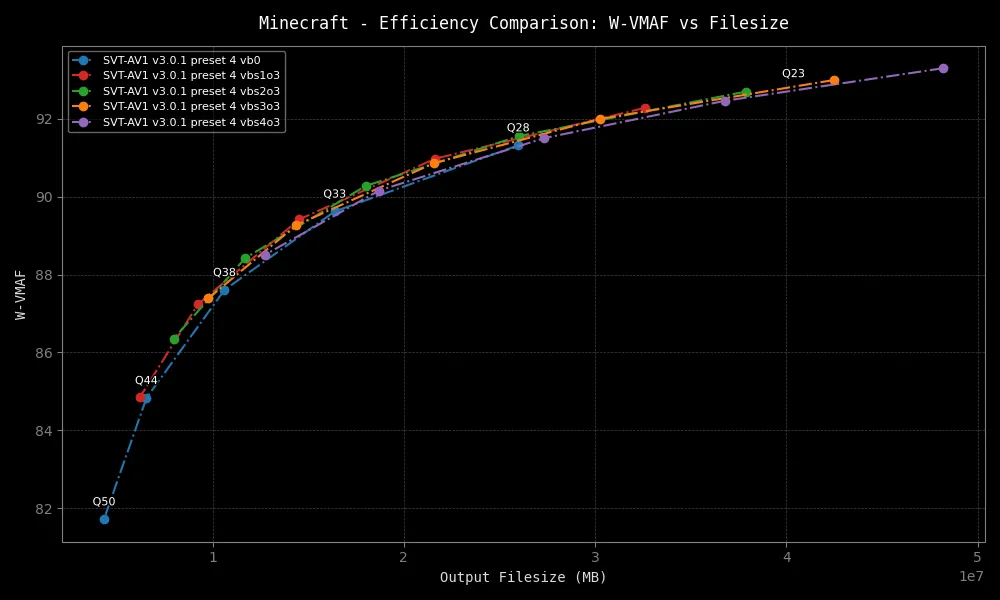 Minecraft - Efficiency Comparison: W-VMAF vs Filesize
SVT-AV1 v3.0.1 preset 4 vb0
SVT-AV1 v3.0.1 preset 4 vbs1o3
SVT-AV1 v3.0.1 preset 4 vbs2o3
SVT-AV1 v3.0.1 preset 4 vbs3o3
SVT-AV1 v3.0.1 preset 4 vbs4o3
Q23
92
Q28
90
Q33
88
Q38
W-VMAF
86
Q44
84
82
Q50
1 2 3 4 5
1e7
Output Filesize (MB)